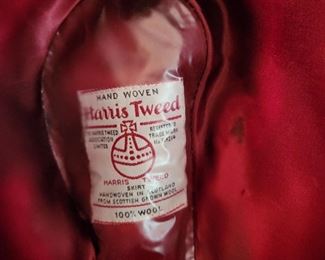 HAND WOVEN
Harris Tweed
THE HARRIS TWEED REGISTER'D
ASSOCIATION TRADE MARK
LIMITED
HARRIS TWEED
SKIRT
HANDWOVEN IN SCOTLAND
FROM SCOTTISH GROWN WOOL
100% WOOL